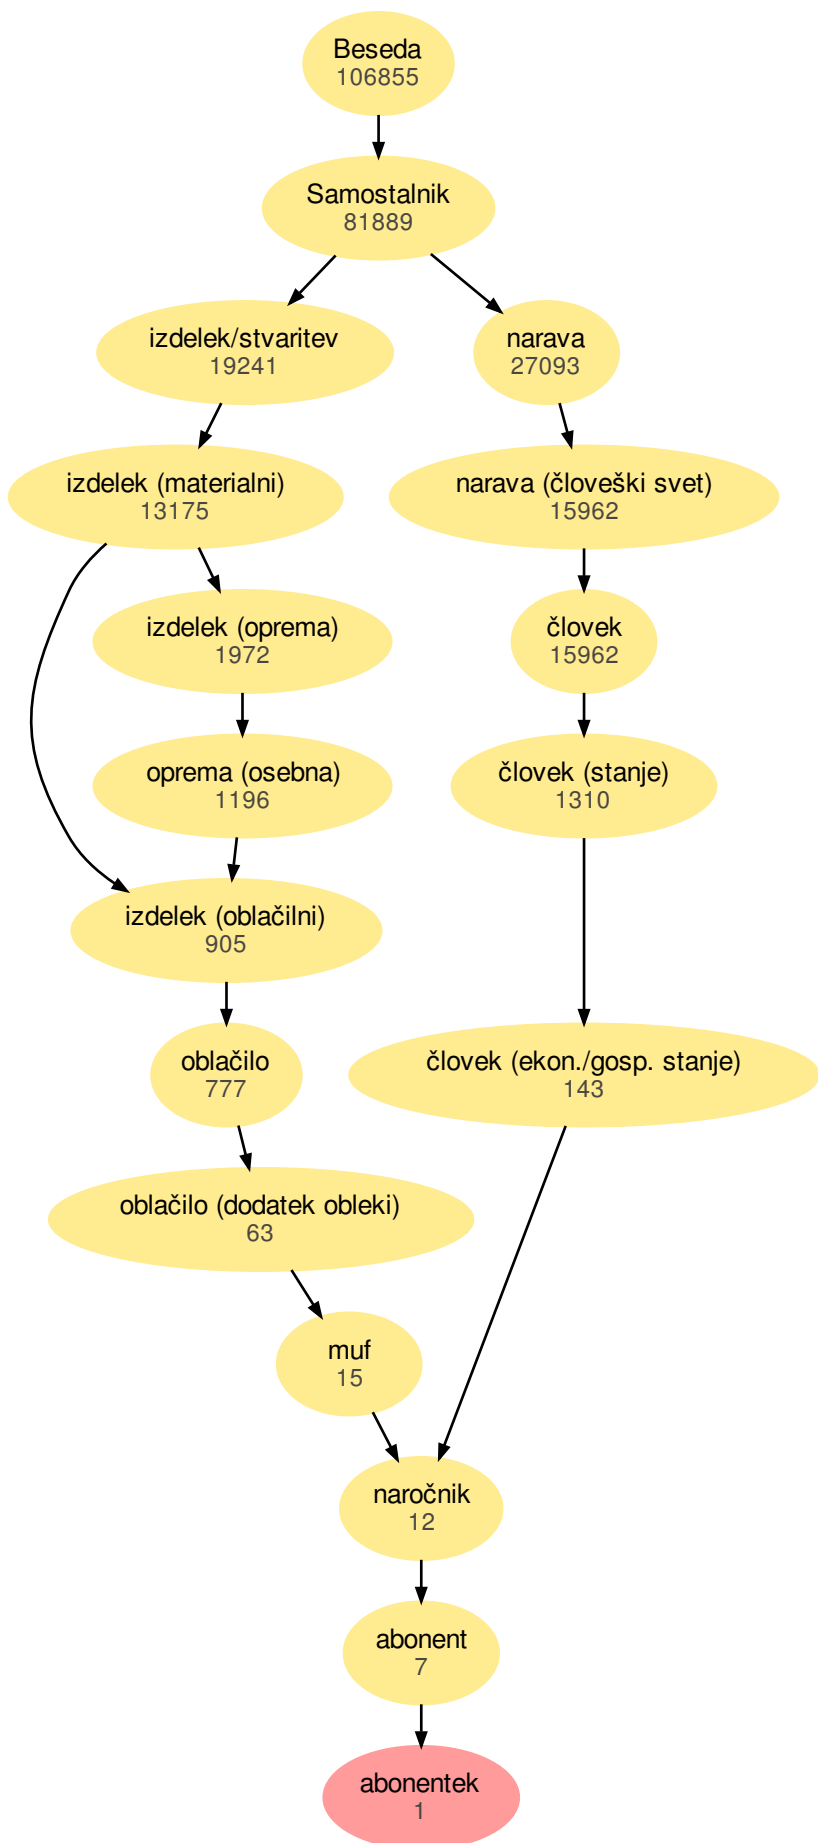 Beseda
106855
Samostalnik
81889
izdelek/stvaritev
19241
narava
27093
izdelek (materialni)
13175
narava (človeški svet)
15962
izdelek (oprema)
1972
človek
15962
oprema (osebna)
1196
človek (stanje)
1310
izdelek (oblačilni)
905
oblačilo
777
človek (ekon./gosp. stanje)
143
oblačilo (dodatek obleki)
63
muf
15
naročnik
12
abonent
7
abonentek
1